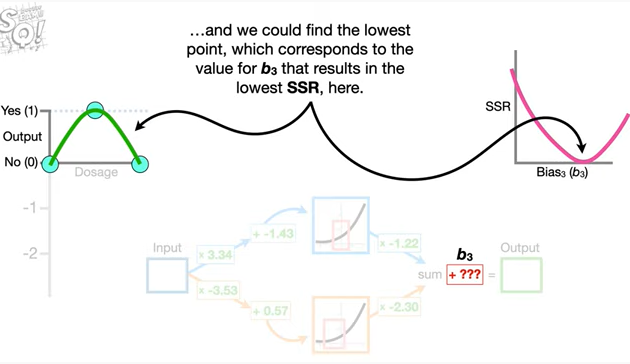 …and we could find the lowest
point, which corresponds to the
value for b₃ that results in the
lowest SSR, here.
Yes (1)
Output
No (0)
Dosage
-1
-2
SSR
Bias₃ (b₃)
Input
x 3.34
+ -1.43
x -1.22
x -3.53
+ 0.57
x -2.30
b₃
sum
+ ???
=
Output